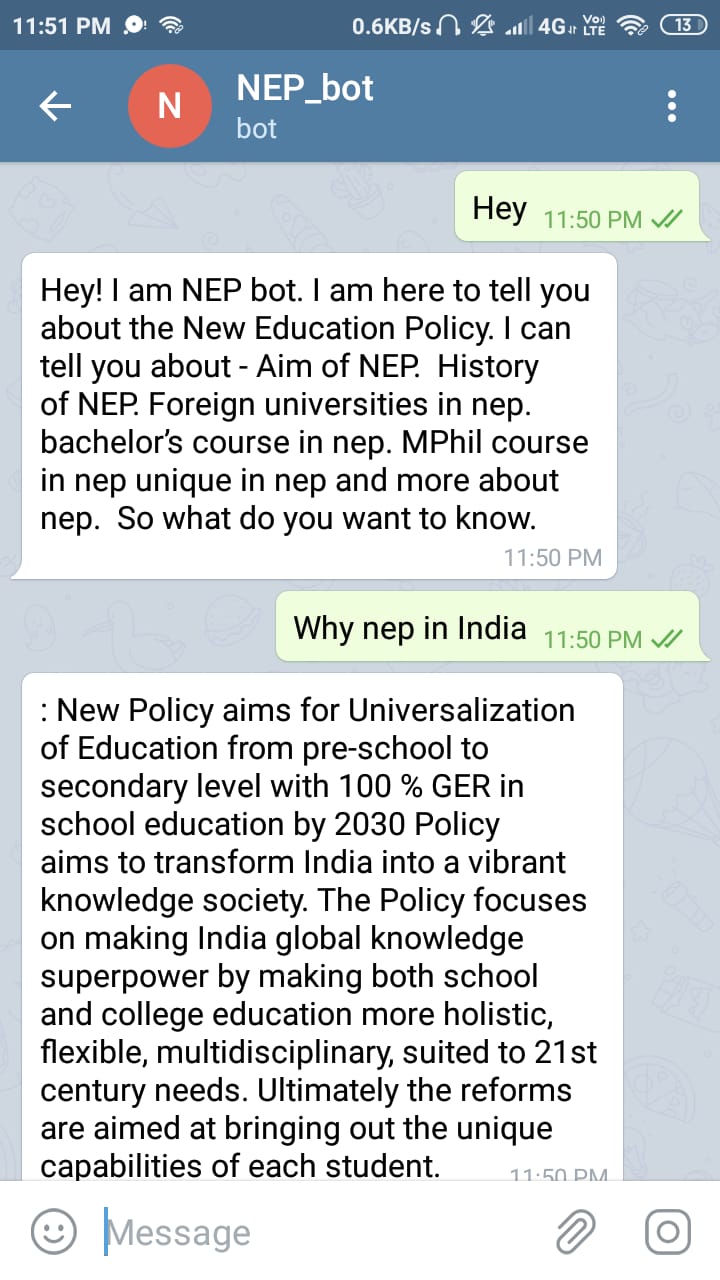 11:51 PM 0.6KB/s 4G VoLTE 13
N NEP_bot
bot
Hey 11:50 PM
Hey! I am NEP bot. I am here to tell you
about the New Education Policy. I can
tell you about - Aim of NEP.  History
of NEP. Foreign universities in nep.
bachelor's course in nep. MPhil course
in nep unique in nep and more about
nep.  So what do you want to know.
11:50 PM
Why nep in India 11:50 PM
: New Policy aims for Universalization
of Education from pre-school to
secondary level with 100 % GER in
school education by 2030 Policy
aims to transform India into a vibrant
knowledge society. The Policy focuses
on making India global knowledge
superpower by making both school
and college education more holistic,
flexible, multidisciplinary, suited to 21st
century needs. Ultimately the reforms
are aimed at bringing out the unique
capabilities of each student. 11:50 PM
Message